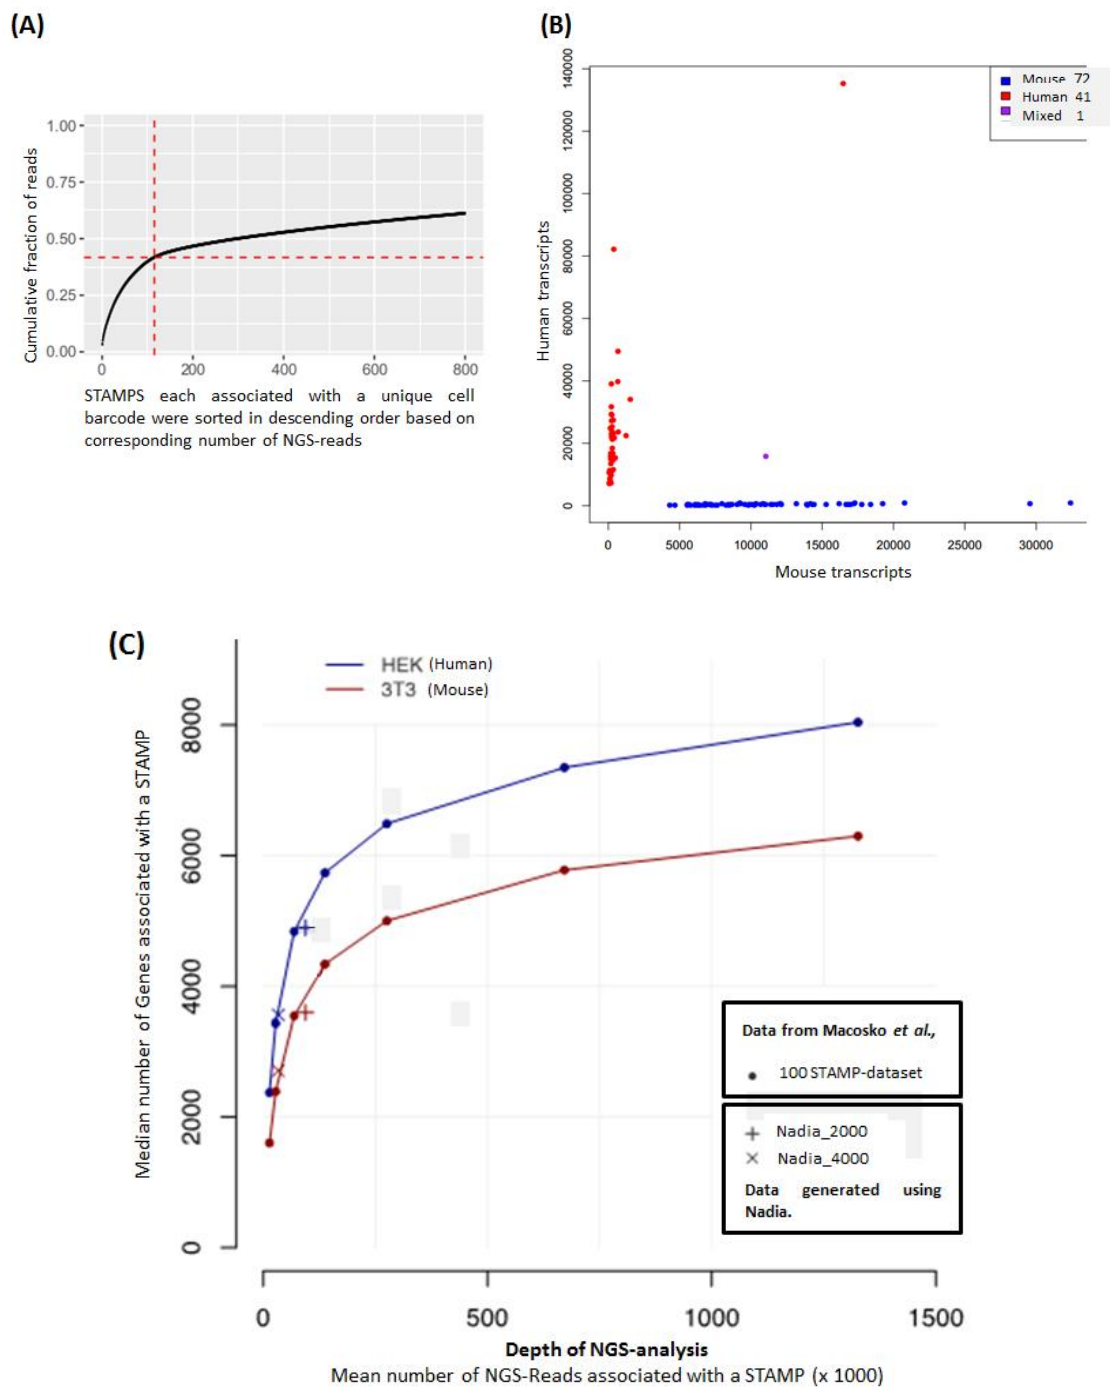 (A)
1.00
0.75
0.50
0.25
0.00
Cumulative fraction of reads
0 200 400 600 800
STAMPS each associated with a unique cell
barcode were sorted in descending order based on
corresponding number of NGS-reads
(B)
140000
120000
100000
80000
60000
40000
20000
0
Human transcripts
Mouse 72
Human 41
Mixed 1
0 5000 10000 15000 20000 25000 30000
Mouse transcripts
(C)
HEK (Human)
3T3 (Mouse)
8000
6000
4000
2000
0
Median number of Genes associated with a STAMP
Data from Macosko et al.,
100 STAMP-dataset
Nadia_2000
Nadia_4000
Data generated using
Nadia.
0 500 1000 1500
Depth of NGS-analysis
Mean number of NGS-Reads associated with a STAMP (x 1000)